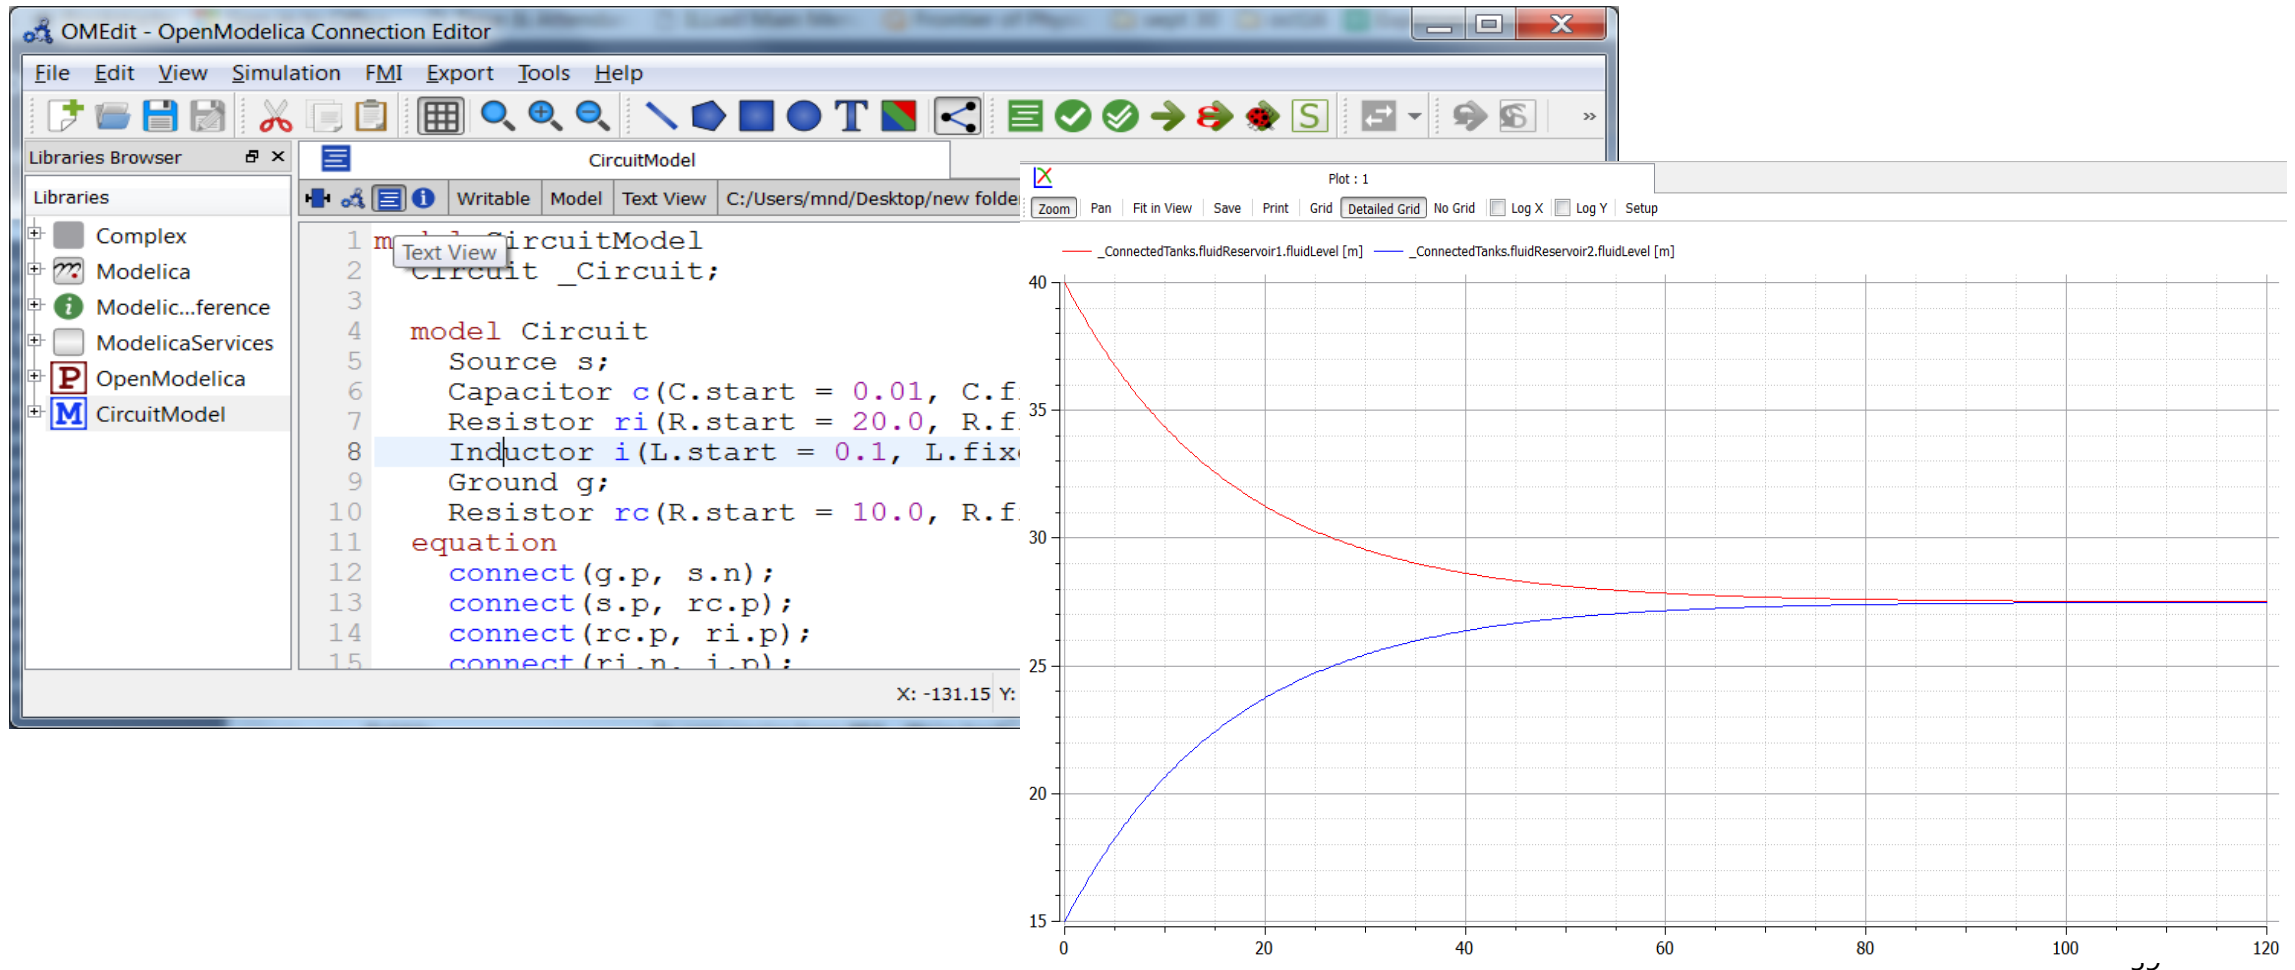 OMEdit - OpenModelica Connection Editor
File Edit View Simulation FMI Export Tools Help
Libraries Browser
CircuitModel
Libraries
Writable Model Text View C:/Users/mnd/Desktop/new folde
Complex
Modelica
Modelic...ference
ModelicaServices
OpenModelica
CircuitModel
Text View
1 CircuitModel
2 Circuit _Circuit;
3
4 model Circuit
5 Source s;
6 Capacitor c(C.start = 0.01, C.f
7 Resistor ri(R.start = 20.0, R.f
8 Inductor i(L.start = 0.1, L.fix
9 Ground g;
10 Resistor rc(R.start = 10.0, R.f
11 equation
12 connect(g.p, s.n);
13 connect(s.p, rc.p);
14 connect(rc.p, ri.p);
15 connect(ri.n, i.p);
X: -131.15 Y:
Plot : 1
Zoom Pan Fit in View Save Print Grid Detailed Grid No Grid Log X Log Y Setup
_ConnectedTanks.fluidReservoir1.fluidLevel [m] _ConnectedTanks.fluidReservoir2.fluidLevel [m]
40
35
30
25
20
15
0 20 40 60 80 100 120